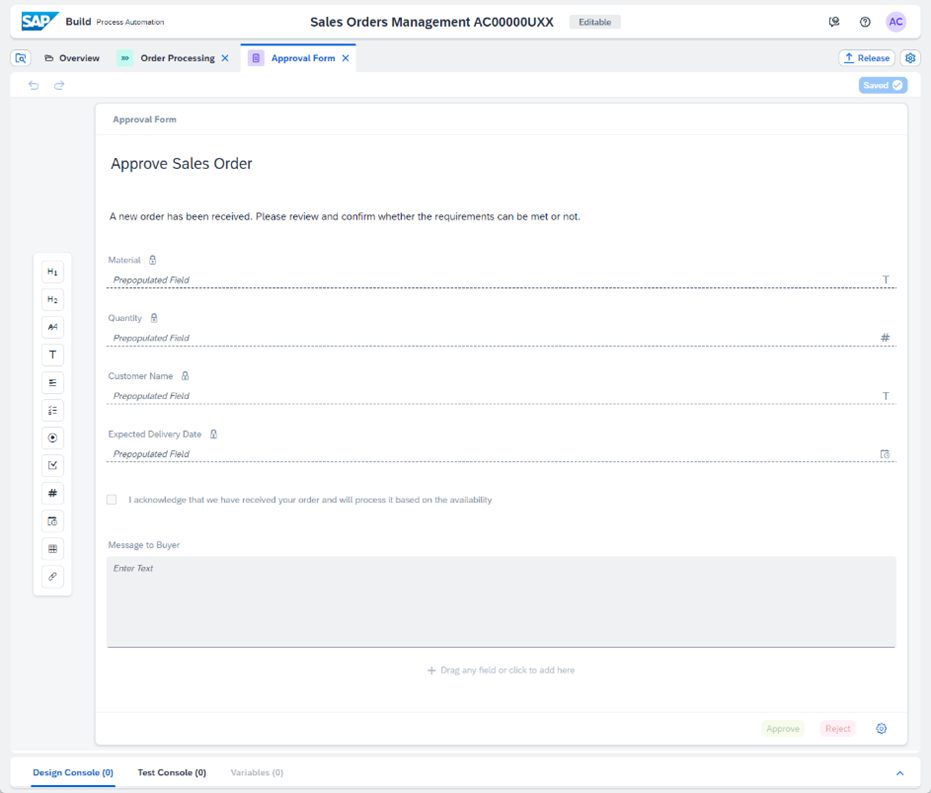 SAP Build Process Automation
Sales Orders Management AC00000UXX
Editable
AC
Overview
Order Processing
Approval Form
Release
Saved
Approval Form
Approve Sales Order
A new order has been received. Please review and confirm whether the requirements can be met or not.
Material
Prepopulated Field
T
Quantity
Prepopulated Field
#
Customer Name
Prepopulated Field
T
Expected Delivery Date
Prepopulated Field
H1
H2
T
#
I acknowledge that we have received your order and will process it based on the availability
Message to Buyer
Enter Text
+ Drag any field or click to add here
Approve
Reject
Design Console (0)
Test Console (0)
Variables (0)